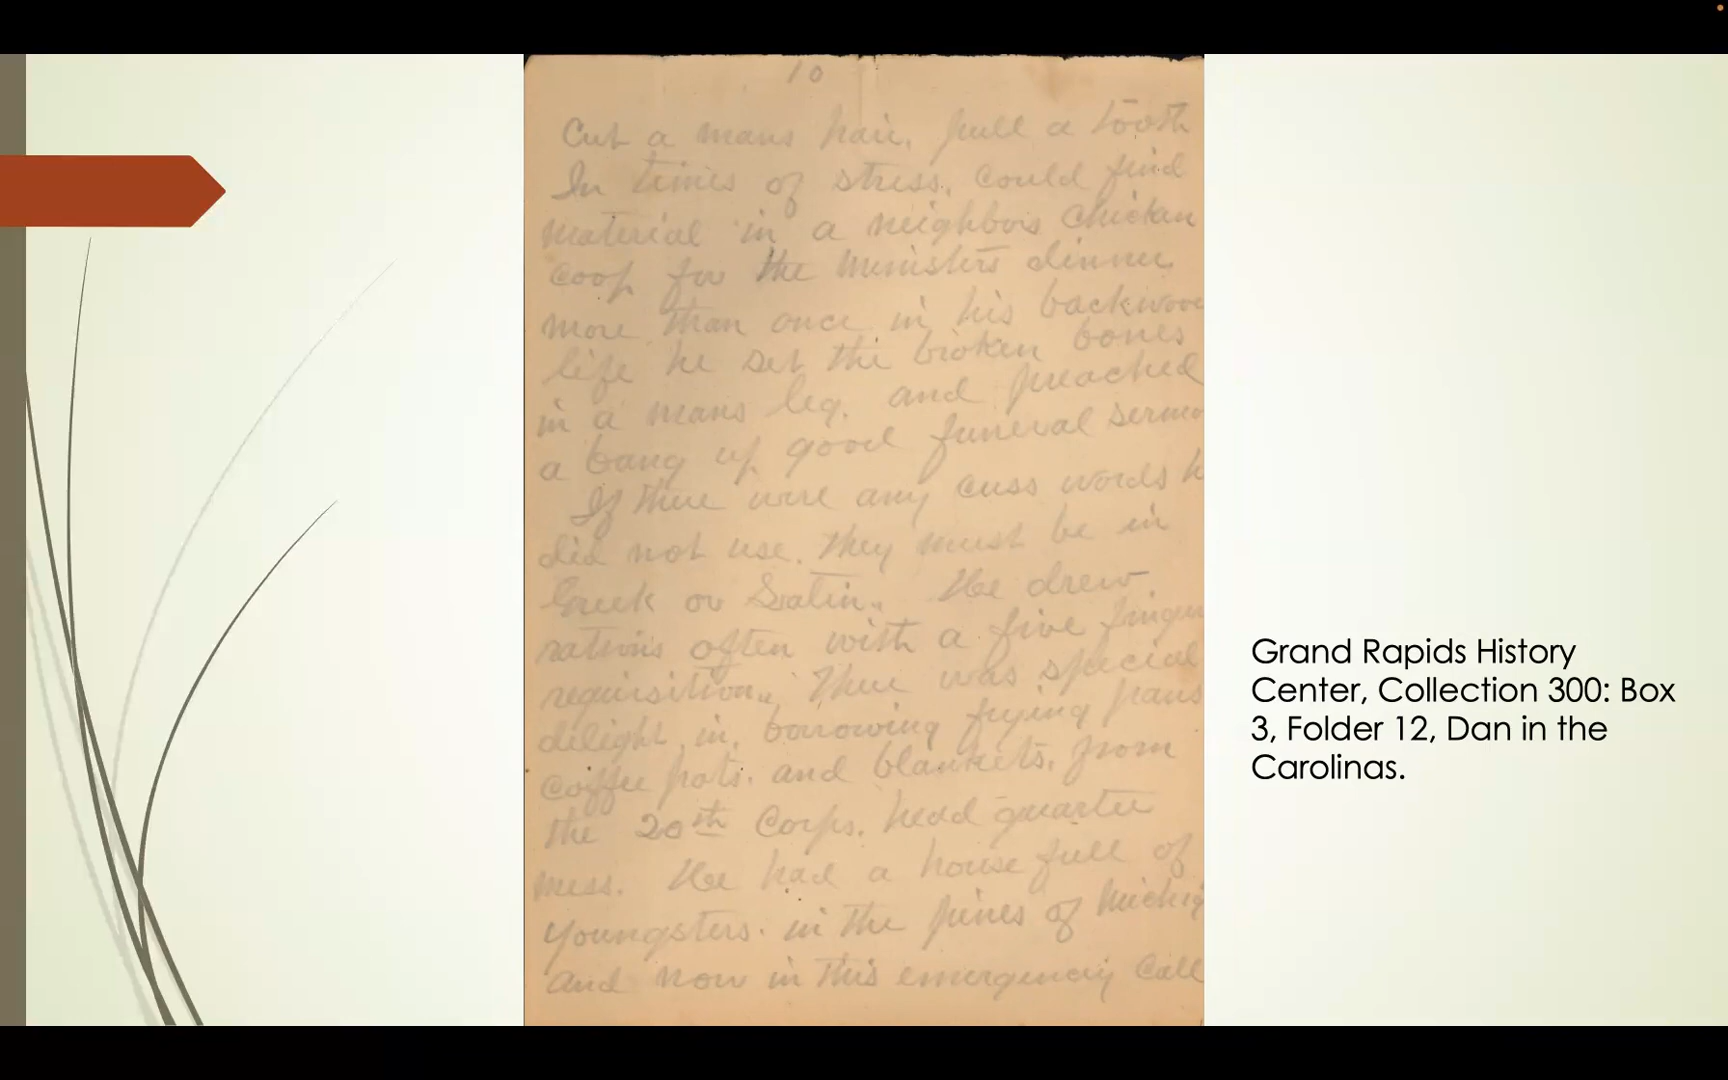 10
Cut a mans hair, pull a tooth
In times of stress, could find
material in a neighbors chicken
coop for the ministers dinner
more than once in his backwoo
life he set the broken bones
in a mans leg. and preached
a bang up good funeral sermo
If there were any cuss words h
did not use. they must be in
Greek or Latin. He drew
rations often with a five finger
requisition. There was special
delight in borrowing frying pans
coffee pots. and blankets. from
the 20th Corps. head quarter
mess. He had a house full of
youngsters. in the pines of Michig
and now in this emergency call
Grand Rapids History
Center, Collection 300: Box
3, Folder 12, Dan in the
Carolinas.